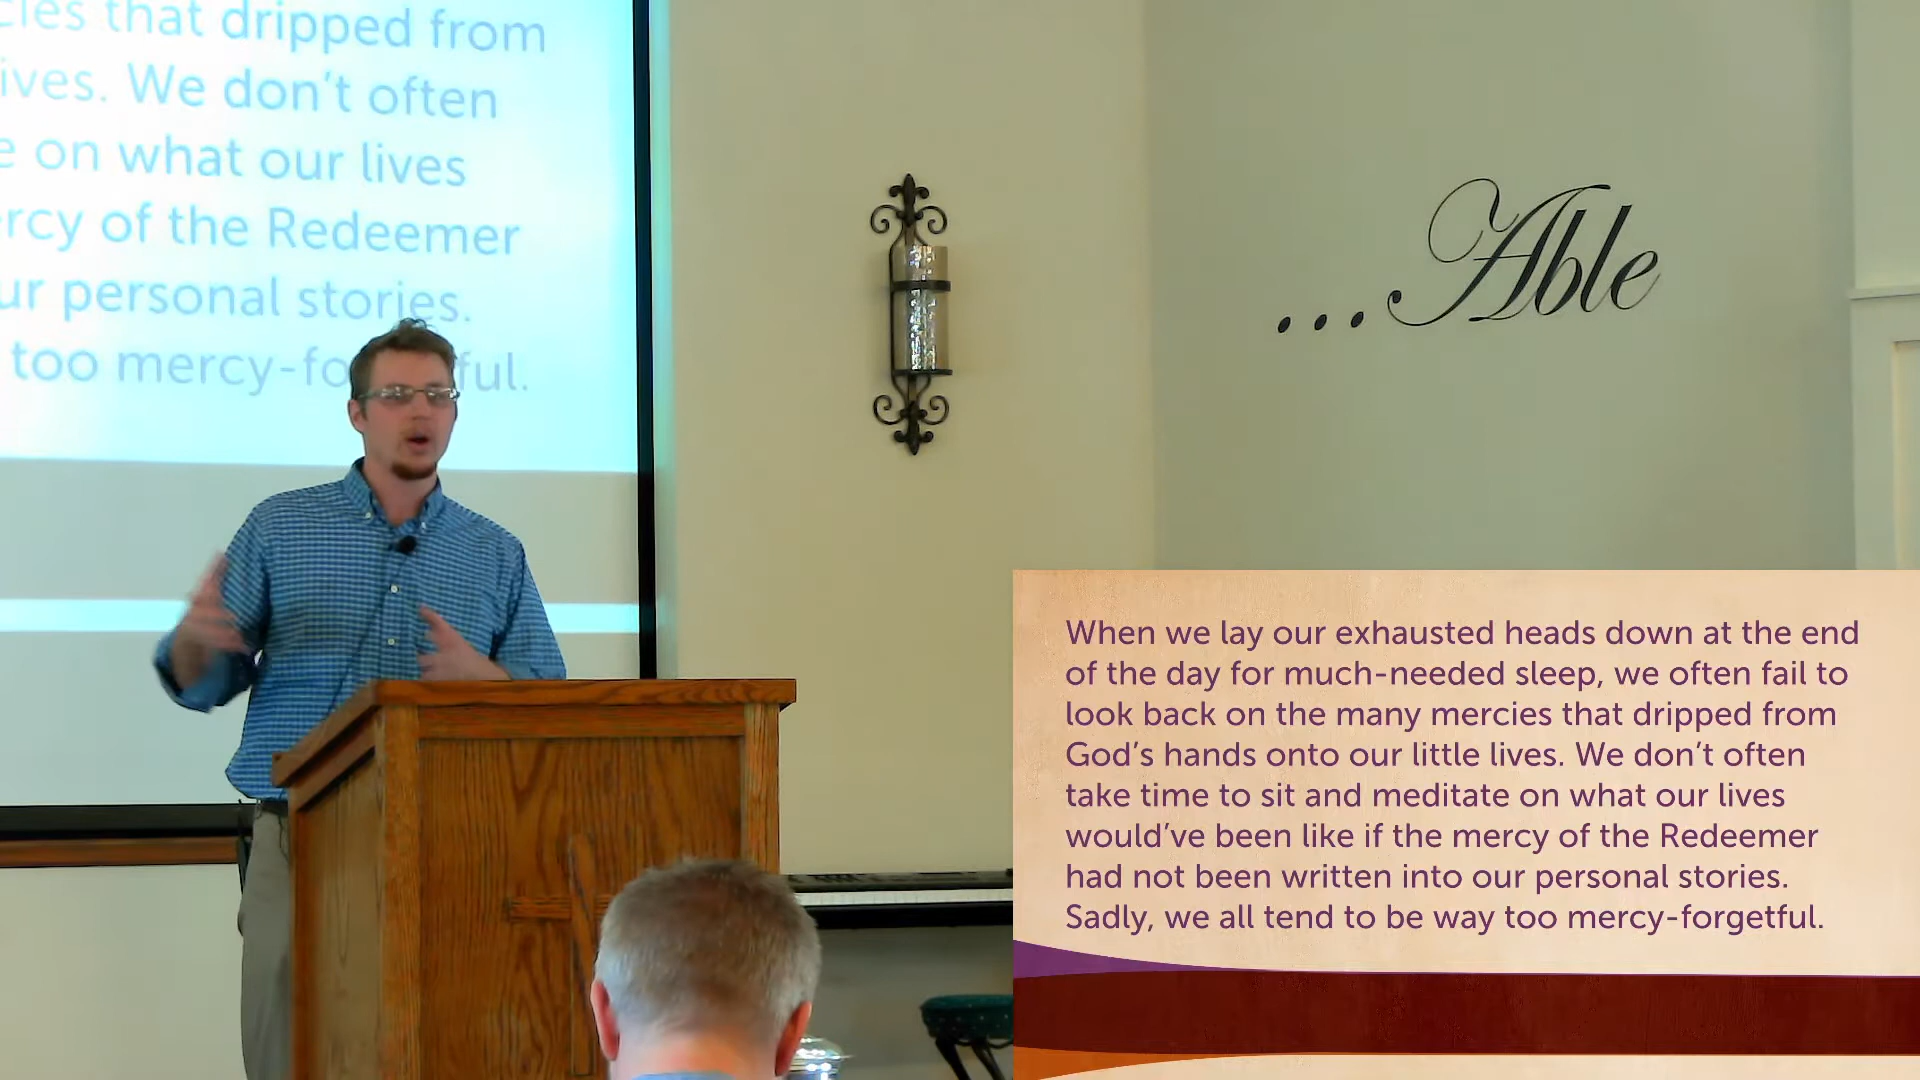 cies that dripped from
ives. We don't often
e on what our lives
rcy of the Redeemer
ur personal stories.
too mercy-fo ful.
...Able
When we lay our exhausted heads down at the end
of the day for much-needed sleep, we often fail to
look back on the many mercies that dripped from
God's hands onto our little lives. We don't often
take time to sit and meditate on what our lives
would've been like if the mercy of the Redeemer
had not been written into our personal stories.
Sadly, we all tend to be way too mercy-forgetful.